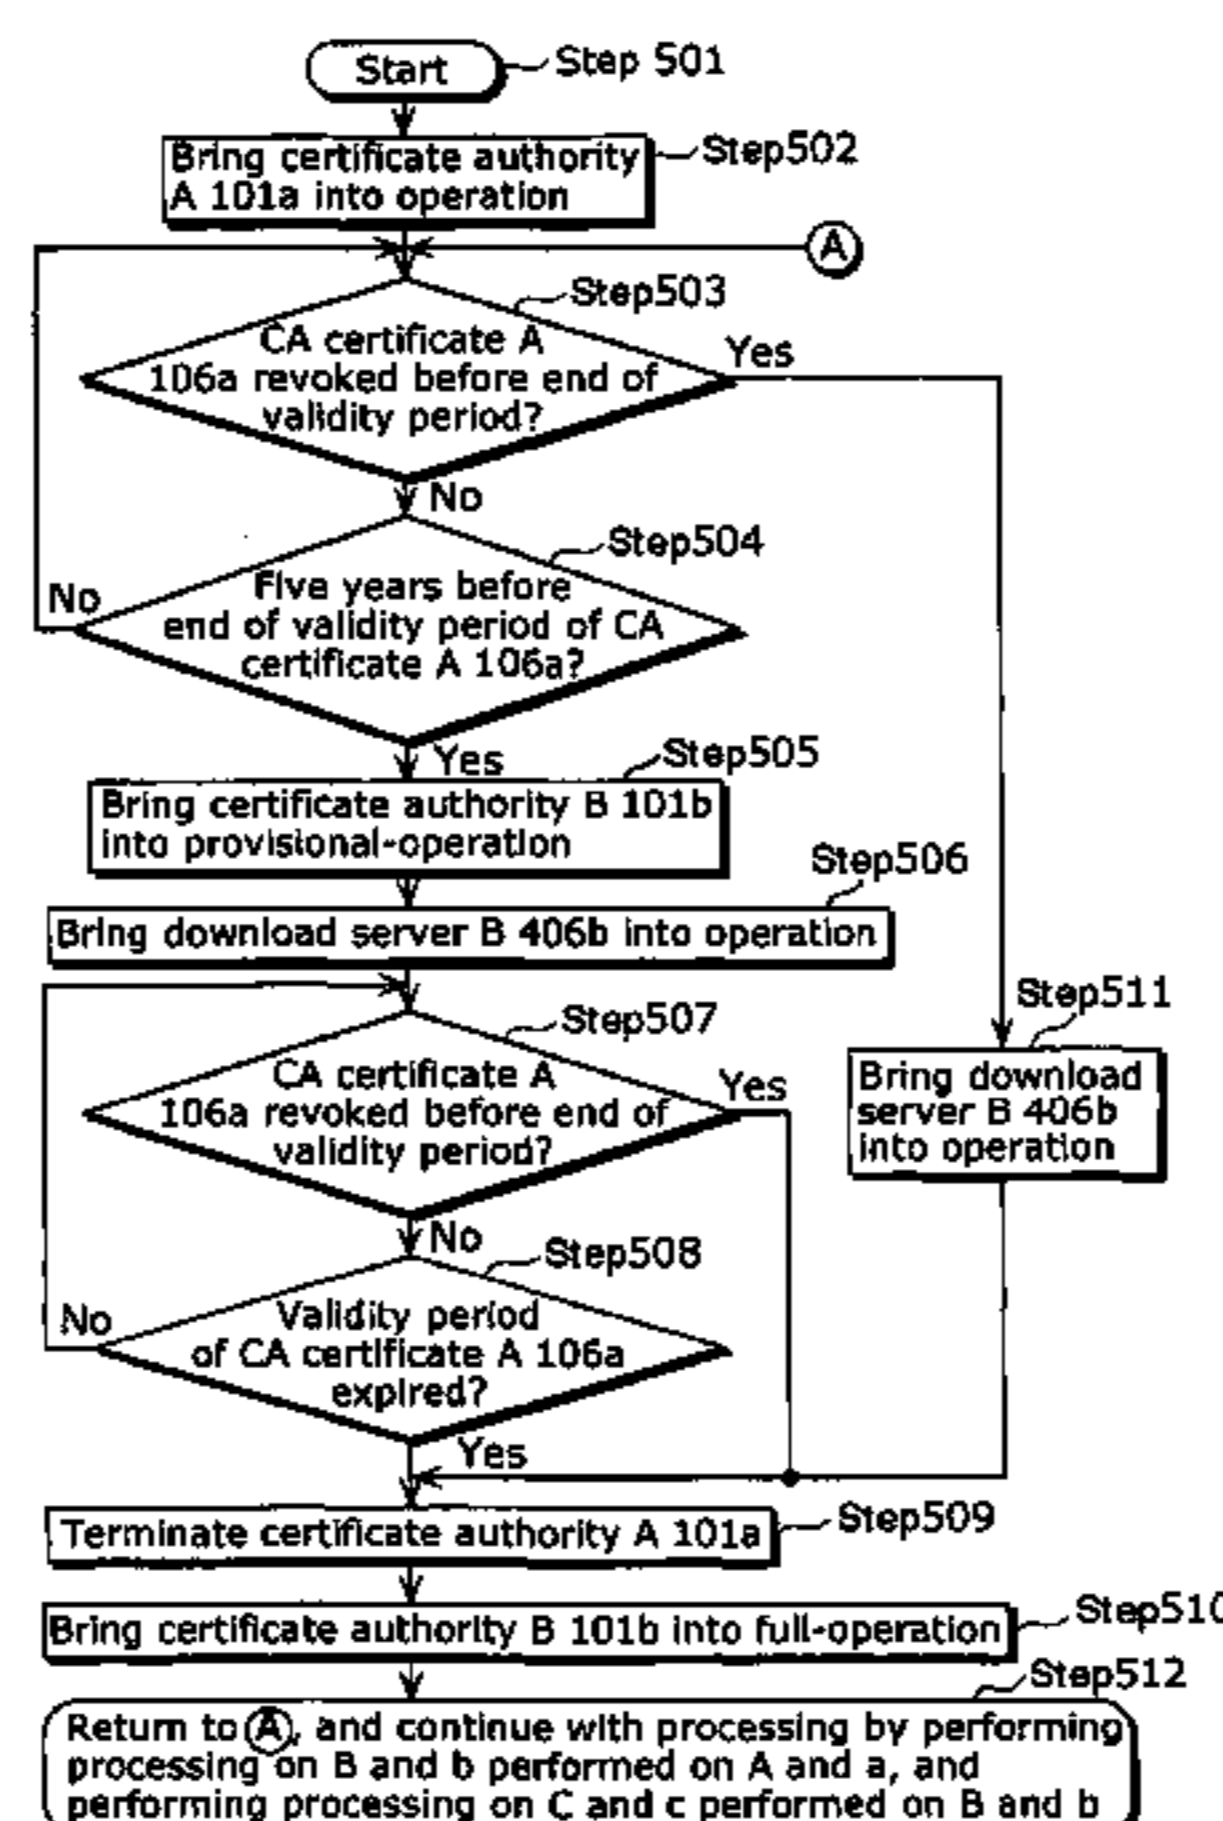 Start
Step 501
Bring certificate authority
A 101a into operation
Step502
A
Step503
CA certificate A
106a revoked before end of
validity period?
Yes
No
Step504
Five years before
end of validity period of CA
certificate A 106a?
No
Yes
Step505
Bring certificate authority B 101b
into provisional-operation
Step506
Bring download server B 406b into operation
Step507
CA certificate A
106a revoked before end of
validity period?
Yes
Step511
Bring download
server B 406b
into operation
No
Step508
Validity period
of CA certificate A 106a
expired?
No
Yes
Terminate certificate authority A 101a
Step509
Bring certificate authority B 101b into full-operation
Step510
Step512
Return to A, and continue with processing by performing
processing on B and b performed on A and a, and
performing processing on C and c performed on B and b